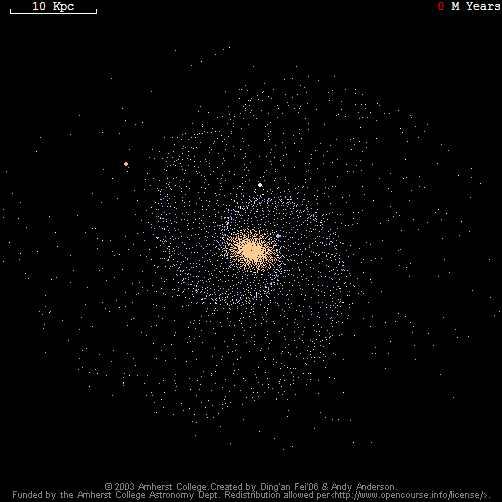 10 Kpc
0 M Years
© 2003 Amherst College.Created by Ding'an Fei'06 & Andy Anderson.
Funded by the Amherst College Astronomy Dept. Redistribution allowed per<http://www.opencourse.info/license/>.